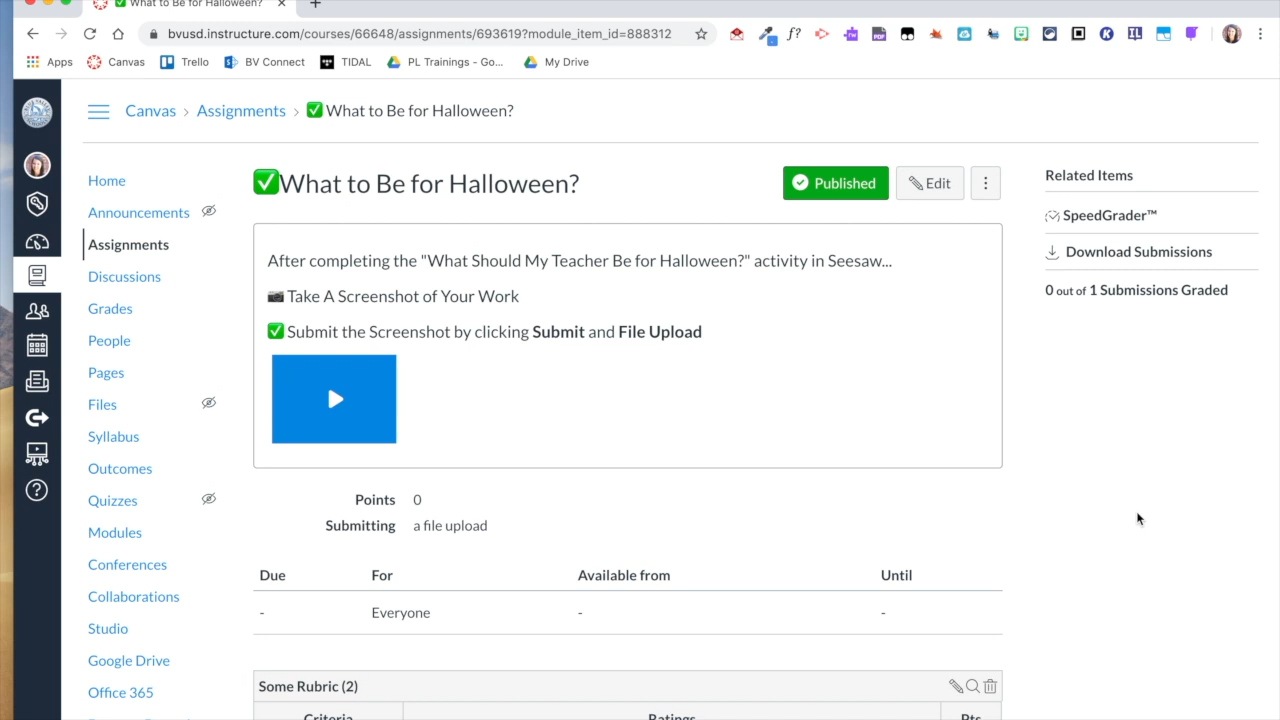 What to Be for Halloween?
bvusd.instructure.com/courses/66648/assignments/693619?module_item_id=888312
Apps Canvas Trello BV Connect TIDAL PL Trainings - Go... My Drive
Canvas › Assignments › ✅ What to Be for Halloween?
Home
Announcements
Assignments
Discussions
Grades
People
Pages
Files
Syllabus
Outcomes
Quizzes
Modules
Conferences
Collaborations
Studio
Google Drive
Office 365
✅What to Be for Halloween?
Published
Edit
After completing the "What Should My Teacher Be for Halloween?" activity in Seesaw...
📷 Take A Screenshot of Your Work
✅ Submit the Screenshot by clicking Submit and File Upload
Points 0
Submitting a file upload
Due For Available from Until
- Everyone - -
Some Rubric (2)
Criteria Ratings Pts
Related Items
SpeedGrader™
Download Submissions
0 out of 1 Submissions Graded